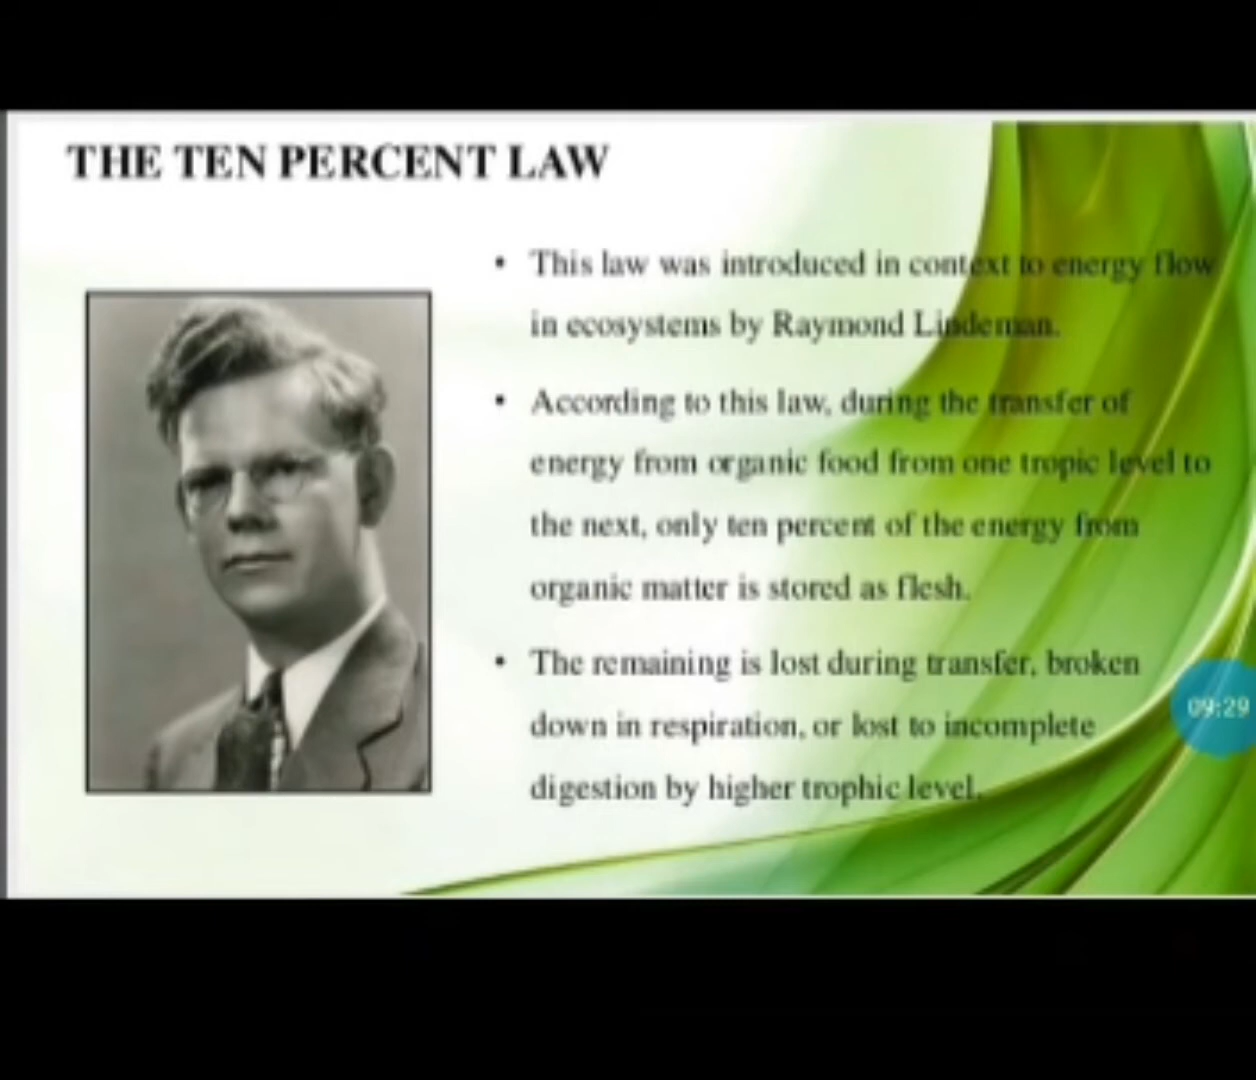 THE TEN PERCENT LAW
• This law was introduced in context to energy flow
in ecosystems by Raymond Lindeman.
• According to this law, during the transfer of
energy from organic food from one tropic level to
the next, only ten percent of the energy from
organic matter is stored as flesh.
• The remaining is lost during transfer, broken
down in respiration, or lost to incomplete
digestion by higher trophic level.
09:29